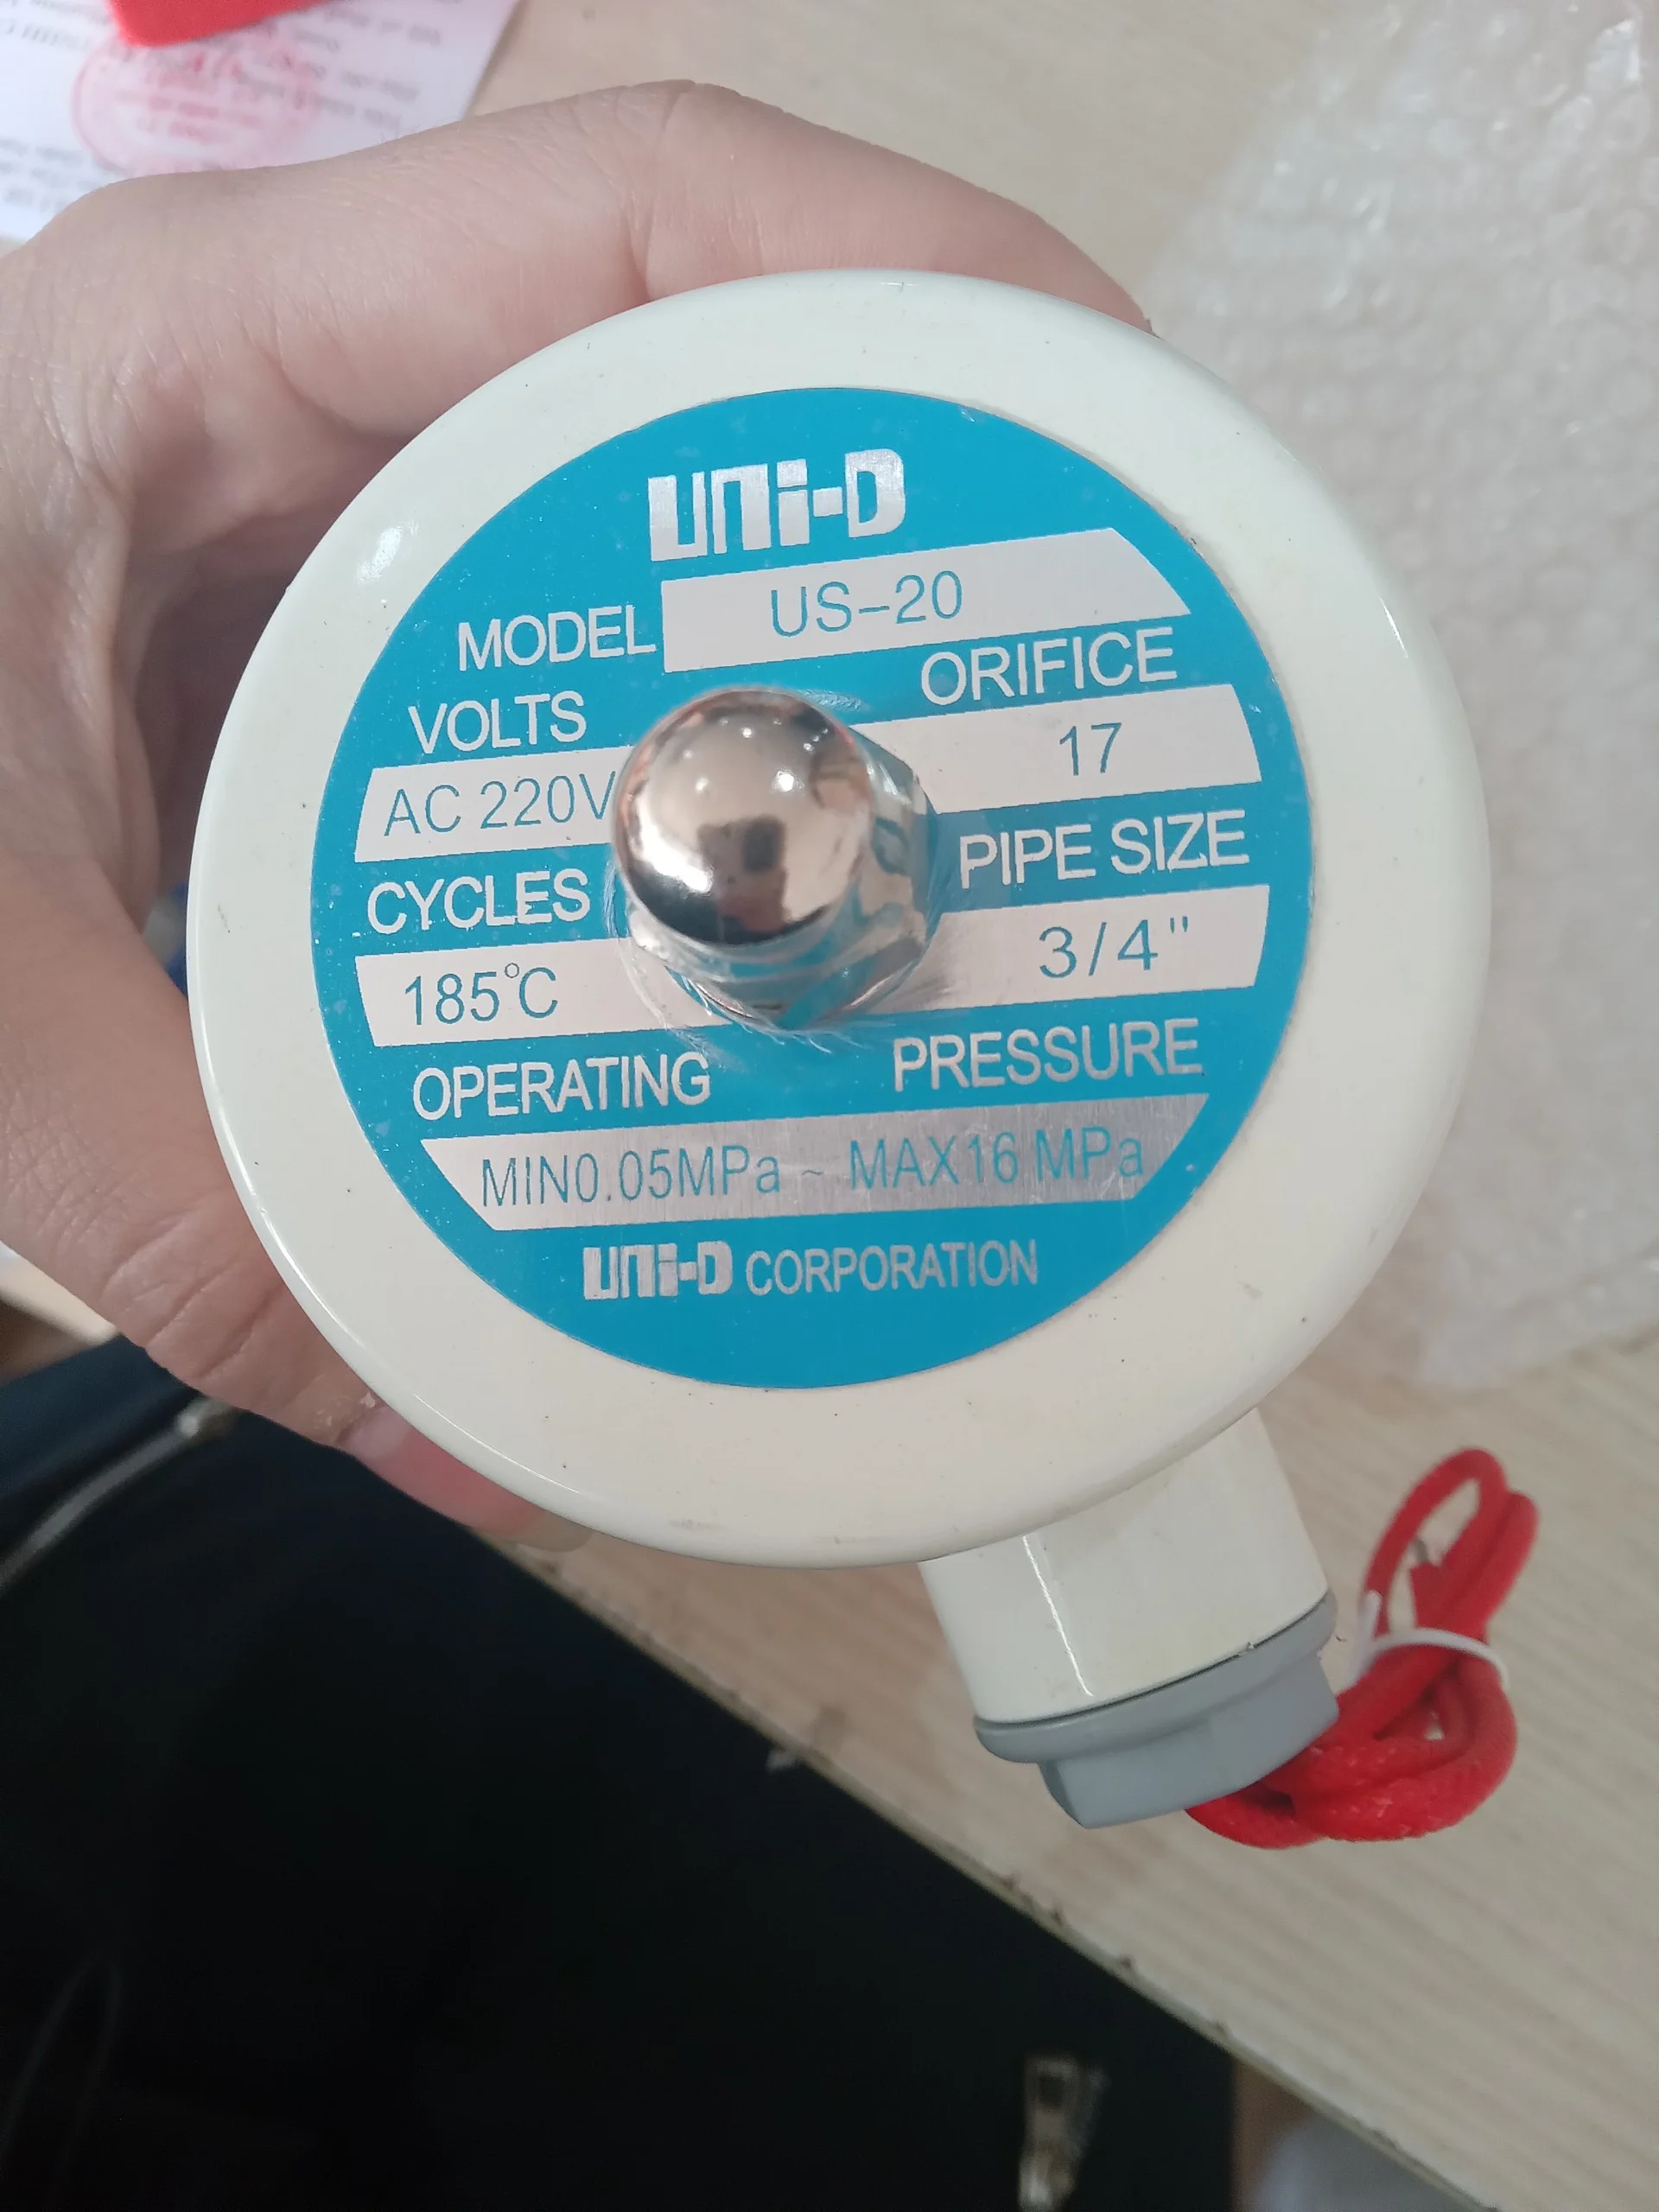 UNi-D
MODEL US-20
VOLTS ORIFICE
AC 220V 17
CYCLES PIPE SIZE
185°C 3/4"
OPERATING PRESSURE
MIN0.05MPa ~ MAX16 MPa
UNi-D CORPORATION